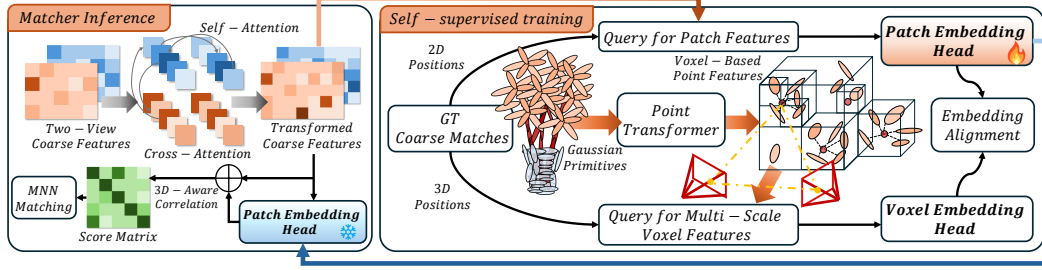 Matcher Inference
Self-Attention
Two-View
Coarse Features
Cross-Attention
Transformed
Coarse Features
MNN
Matching
3D-Aware
Correlation
Score Matrix
Patch Embedding
Head
Self-supervised training
2D
Positions
Query for Patch Features
Voxel-Based
Point Features
Patch Embedding
Head
GT
Coarse Matches
Gaussian
Primitives
Point
Transformer
Embedding
Alignment
3D
Positions
Query for Multi-Scale
Voxel Features
Voxel Embedding
Head